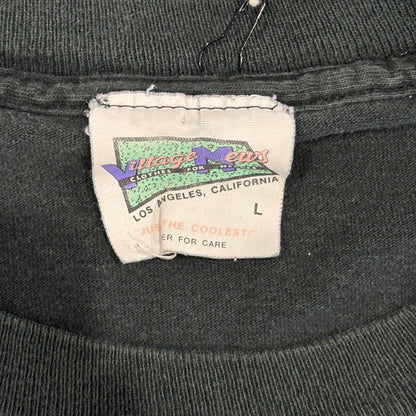 Village Mews
CLOTHES FOR
LOS ANGELES, CALIFORNIA
L
"JUST THE COOLEST!"
ER FOR CARE